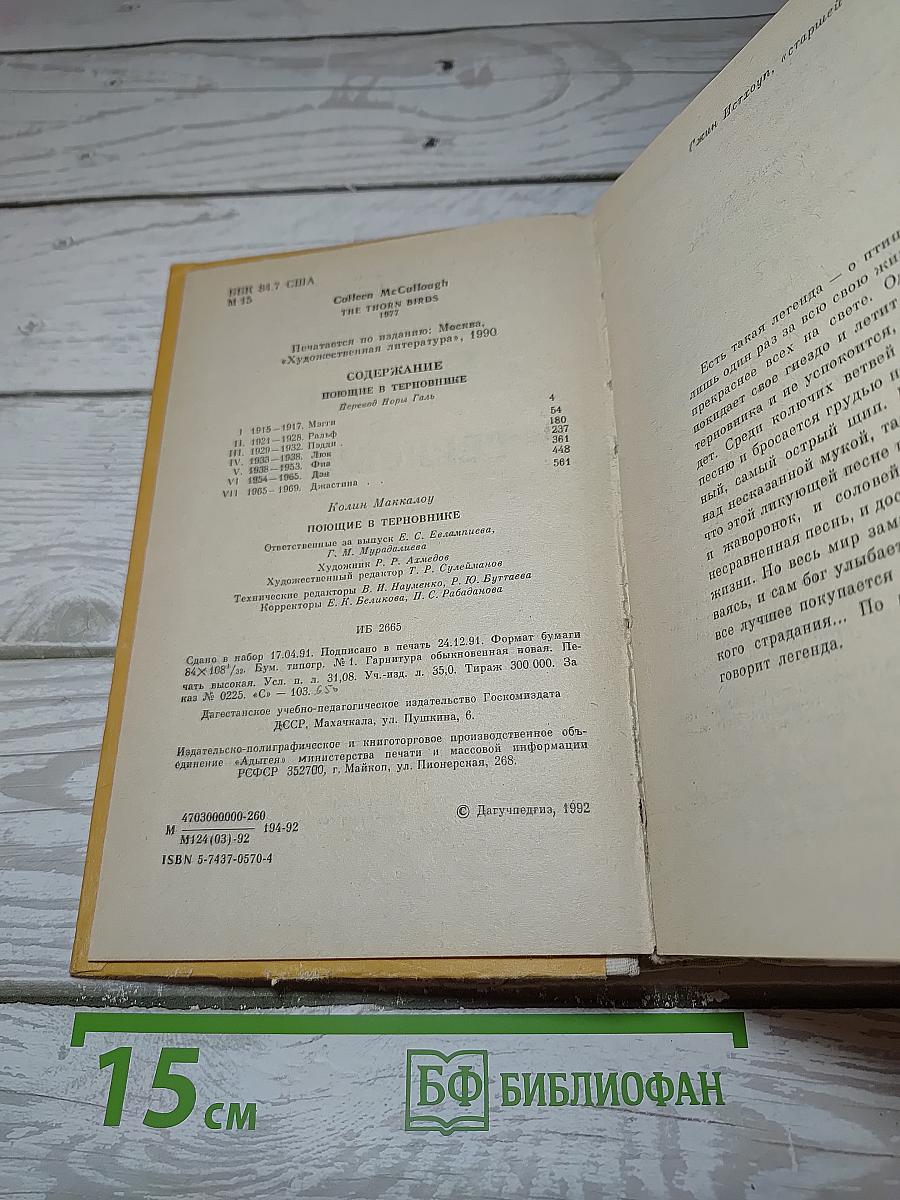 ББК 84.7 США
М 15
Colleen McCullough
THE THORN BIRDS
1977
Печатается по изданию: Москва,
«Художественная литература», 1990
СОДЕРЖАНИЕ
ПОЮЩИЕ В ТЕРНОВНИКЕ
Перевод Норы Галь
I 1915—1917. Мэгги 4
II. 1921—1928. Ральф 54
III. 1929—1932. Пэдди . 180
IV. 1933—1938. Люк 237
V. 1938—1953. Фиа 361
VI 1954—1965. Дэн 448
VII 1965—1969. Джастина . . 561
Колин Маккалоу
ПОЮЩИЕ В ТЕРНОВНИКЕ
Ответственные за выпуск Е. С. Евлампиева,
Г. М. Мурадалиева
Художник Р. Р. Ахмедов
Художественный редактор Т. Р. Сулейманов
Технические редакторы В. И. Науменко, Р. Ю. Буттаева
Корректоры Е. К. Беликова, П. С. Рабаданова
ИБ 2665
Сдано в набор 17.04.91. Подписано в печать 24.12.91. Формат бумаги
84×108¹/₃₂. Бум. типогр. № 1. Гарнитура обыкновенная новая. Пе-
чать высокая. Усл. п. л. 31,08. Уч.-изд. л. 35,0. Тираж 300 000. За
каз № 0225. «С» — 103.
Дагестанское учебно-педагогическое издательство Госкомиздата
ДССР, Махачкала, ул. Пушкина, 6.
Издательско-полиграфическое и книготорговое производственное объ-
единение «Адыгея» министерства печати и массовой информации
РСФСР 352700, г. Майкоп, ул. Пионерская, 268.
М 4703000000-260 194-92
М124(03)-92
© Дагучпедгиз, 1992
ISBN 5-7437-0570-4
Джин Истхоуп, «старшей
Есть такая легенда — о птице
лишь один раз за всю свою жи
прекраснее всех на свете. Од
покидает свое гнездо и летит
терновника и не успокоится,
дет. Среди колючих ветвей
песню и бросается грудью н
ный, самый острый шип.
над несказанной мукой, та
что этой ликующей песне
и жаворонок, и соловей
несравненная песнь, и дос
жизни. Но весь мир зам
ваясь, и сам бог улыбает
все лучшее покупается
кого страдания... По
говорит легенда.
15 см
БФ БИБЛИОФАН